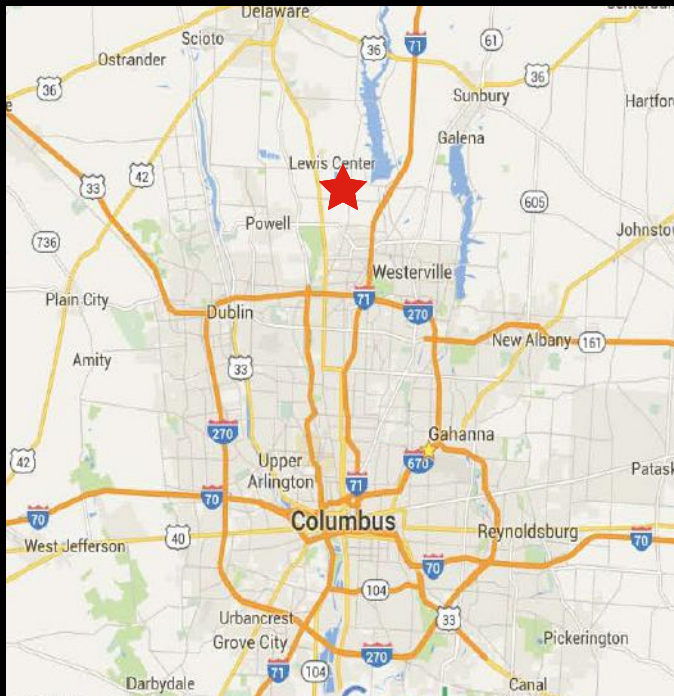 Centerburg
Delaware
Scioto
71
61
36
Ostrander
36
36
Sunbury
36
Hartford
Galena
Lewis Center
42
33
605
Powell
736
Johnstown
Westerville
Plain City
71
270
Dublin
New Albany
161
Amity
33
270
Gahanna
42
Upper
Arlington
670
Patask
71
70
70
Columbus
Reynoldsburg
40
70
West Jefferson
70
104
Urbancrest
33
Grove City
Pickerington
270
71
104
Darbydale
Canal